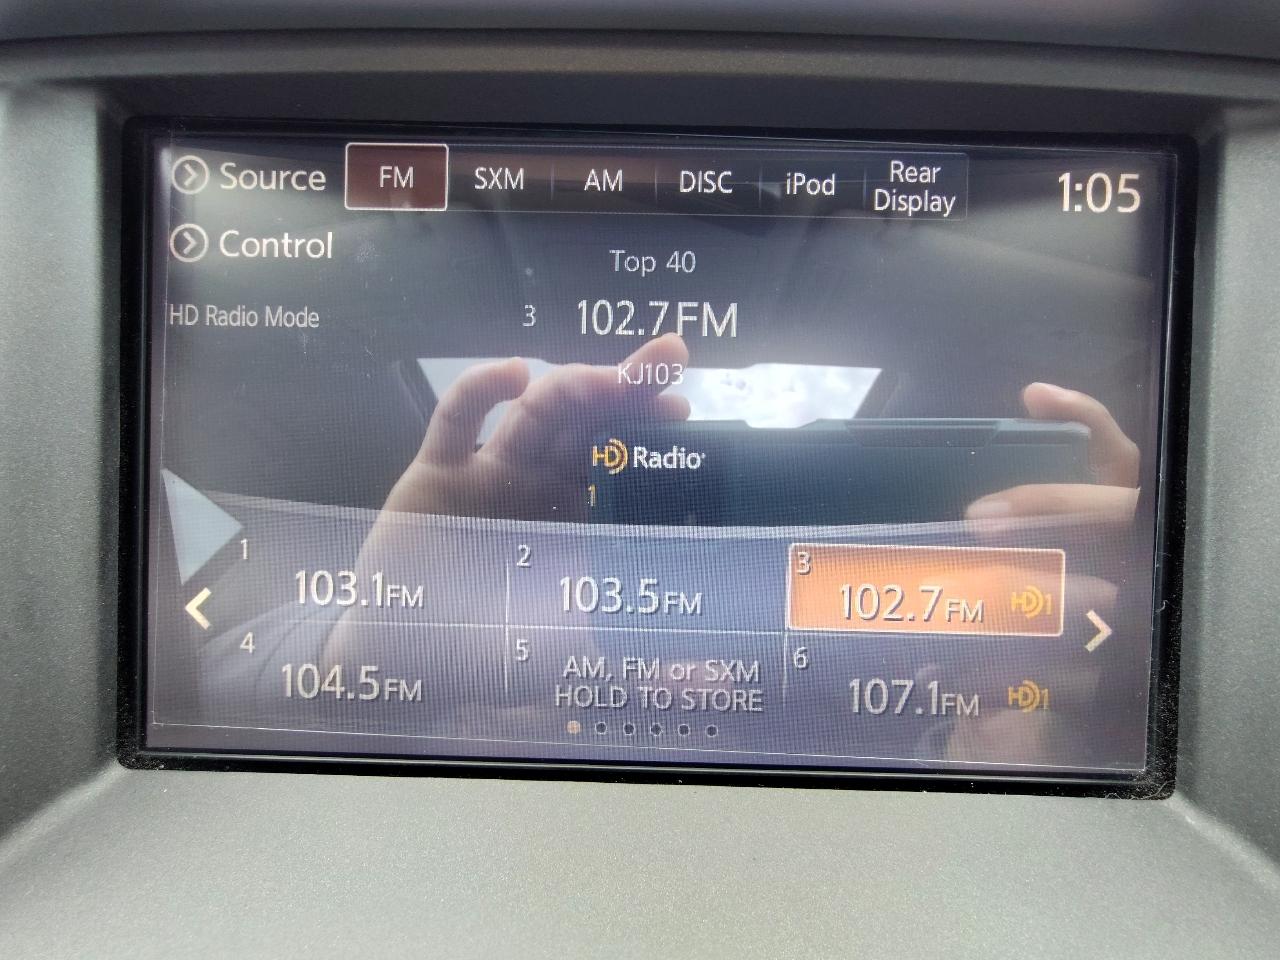 Source
FM
SXM
AM
DISC
iPod
Rear
Display
1:05
Control
Top 40
HD Radio Mode
3
102.7FM
KJ103
HD Radio
1
1
103.1FM
2
103.5FM
3
102.7FM HD1
4
104.5FM
5
AM, FM or SXM
HOLD TO STORE
6
107.1FM HD1